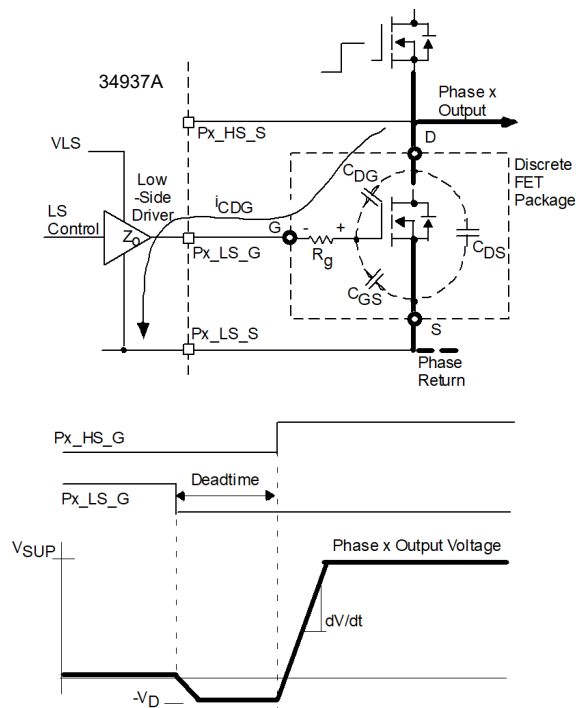 34937A
Phase x
Output
Px_HS_S
D
VLS
Discrete
FET
Package
Low
-Side
Driver
CDG
iCDG
LS
Control
Zo
G
- +
Px_LS_G
Rg
CDS
CGS
Px_LS_S
S
Phase
Return
Px_HS_G
Deadtime
Px_LS_G
VSUP
Phase x Output Voltage
dV/dt
-VD